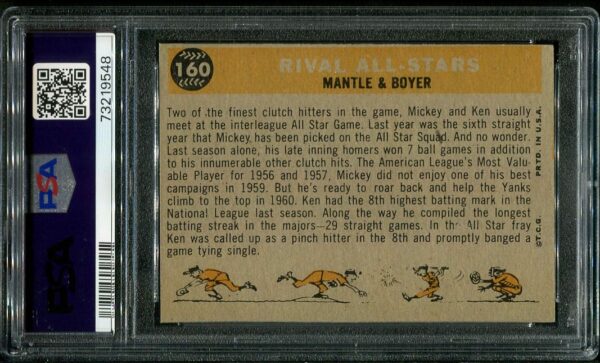 160
RIVAL ALL-STARS
MANTLE & BOYER
Two of the finest clutch hitters in the game, Mickey and Ken usually
meet at the interleague All Star Game. Last year was the sixth straight
year that Mickey has been picked on the All Star Squad. And no wonder.
Last season alone, his late inning homers won 7 ball games in addition
to his innumerable other clutch hits. The American League's Most Valu-
able Player for 1956 and 1957, Mickey did not enjoy one of his best
campaigns in 1959. But he's ready to roar back and help the Yanks
climb to the top in 1960. Ken had the 8th highest batting mark in the
National League last season. Along the way he compiled the longest
batting streak in the majors—29 straight games. In the All Star fray
Ken was called up as a pinch hitter in the 8th and promptly banged a
game tying single.
©T.C.G. PRTD. IN U.S.A.
73219548
PSA
PSA